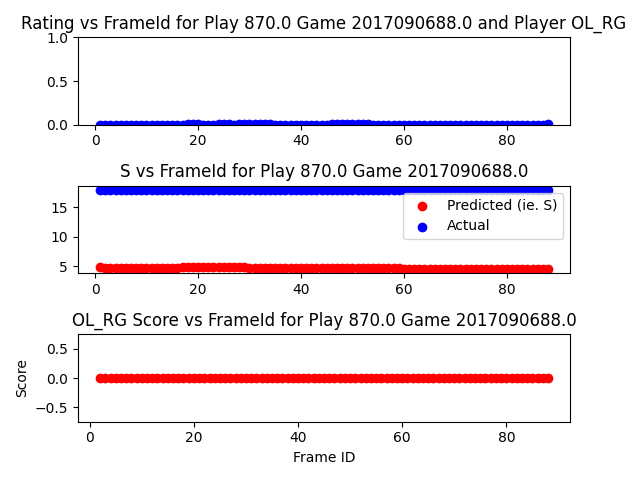 Rating vs FrameId for Play 870.0 Game 2017090688.0 and Player OL_RG
1.0
0.5
0.0
0 20 40 60 80
S vs FrameId for Play 870.0 Game 2017090688.0
15
10
5
Predicted (ie. S)
Actual
0 20 40 60 80
OL_RG Score vs FrameId for Play 870.0 Game 2017090688.0
Score
0.5
0.0
−0.5
0 20 40 60 80
Frame ID